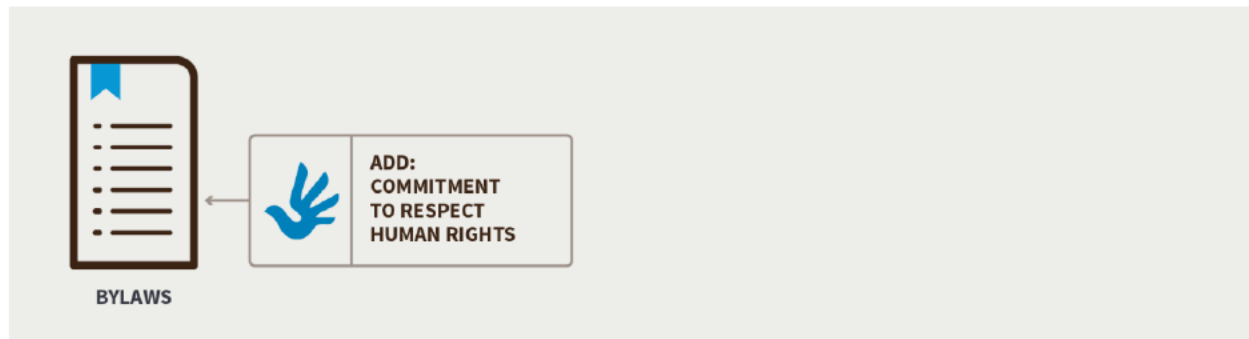 ADD:
COMMITMENT
TO RESPECT
HUMAN RIGHTS
BYLAWS